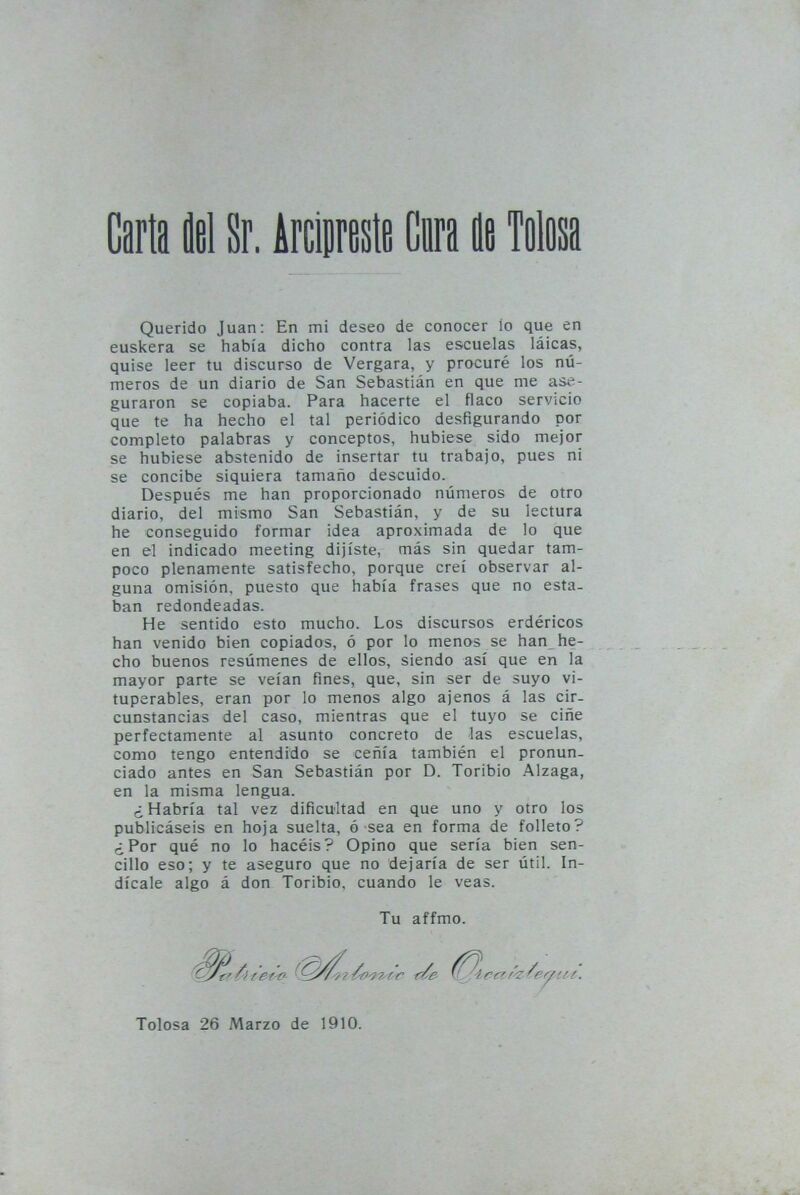 Carta del Sr. Arcipreste Cura de Tolosa
Querido Juan: En mi deseo de conocer lo que en
euskera se había dicho contra las escuelas láicas,
quise leer tu discurso de Vergara, y procuré los nú-
meros de un diario de San Sebastián en que me ase-
guraron se copiaba. Para hacerte el flaco servicio
que te ha hecho el tal periódico desfigurando por
completo palabras y conceptos, hubiese sido mejor
se hubiese abstenido de insertar tu trabajo, pues ni
se concibe siquiera tamaño descuido.
Después me han proporcionado números de otro
diario, del mismo San Sebastián, y de su lectura
he conseguido formar idea aproximada de lo que
en el indicado meeting dijíste, más sin quedar tam-
poco plenamente satisfecho, porque creí observar al-
guna omisión, puesto que había frases que no esta-
ban redondeadas.
He sentido esto mucho. Los discursos erdéricos
han venido bien copiados, ó por lo menos se han he-
cho buenos resúmenes de ellos, siendo así que en la
mayor parte se veían fines, que, sin ser de suyo vi-
tuperables, eran por lo menos algo ajenos á las cir-
cunstancias del caso, mientras que el tuyo se ciñe
perfectamente al asunto concreto de las escuelas,
como tengo entendido se ceñía también el pronun-
ciado antes en San Sebastián por D. Toribio Alzaga,
en la misma lengua.
¿Habría tal vez dificultad en que uno y otro los
publicáseis en hoja suelta, ó sea en forma de folleto?
¿Por qué no lo hacéis? Opino que sería bien sen-
cillo eso; y te aseguro que no dejaría de ser útil. In-
dícale algo á don Toribio, cuando le veas.
Tu affmo.
Patricio Antonio de Orcaiztegui.
Tolosa 26 Marzo de 1910.